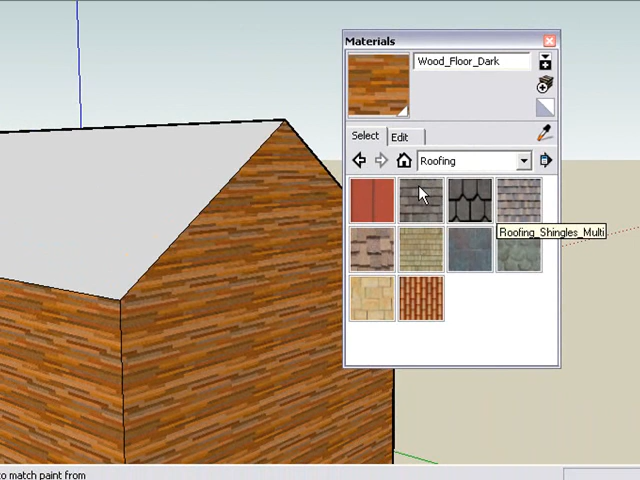 Materials
Wood_Floor_Dark
Select
Edit
Roofing
Roofing_Shingles_Multi
to match paint from